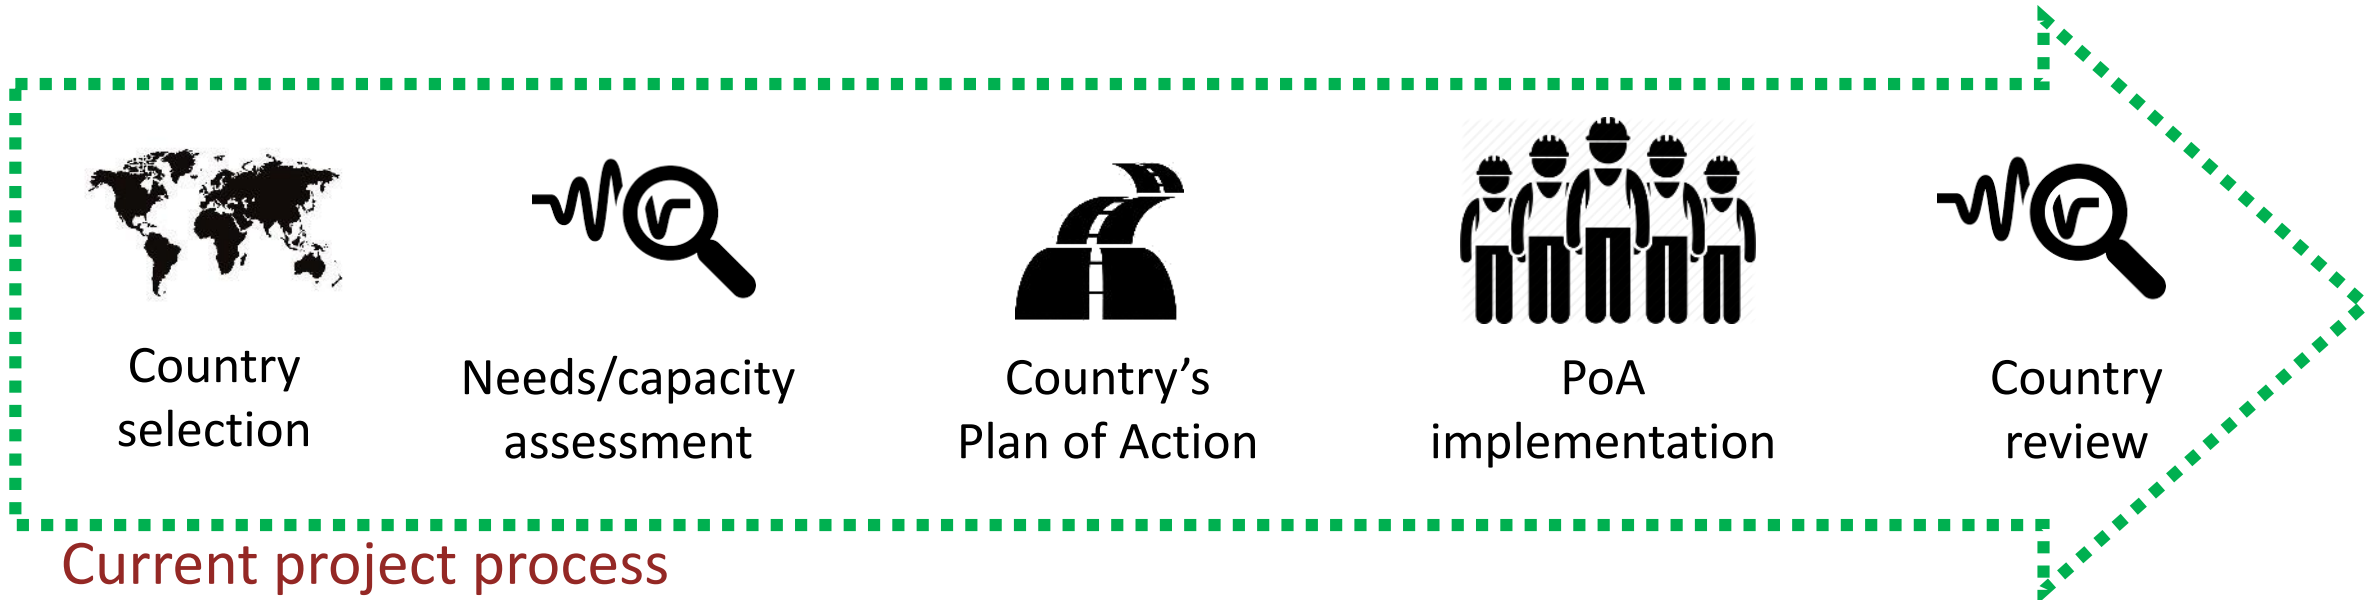 Country
selection
Needs/capacity
assessment
Country’s
Plan of Action
PoA
implementation
Country
review
Current project process